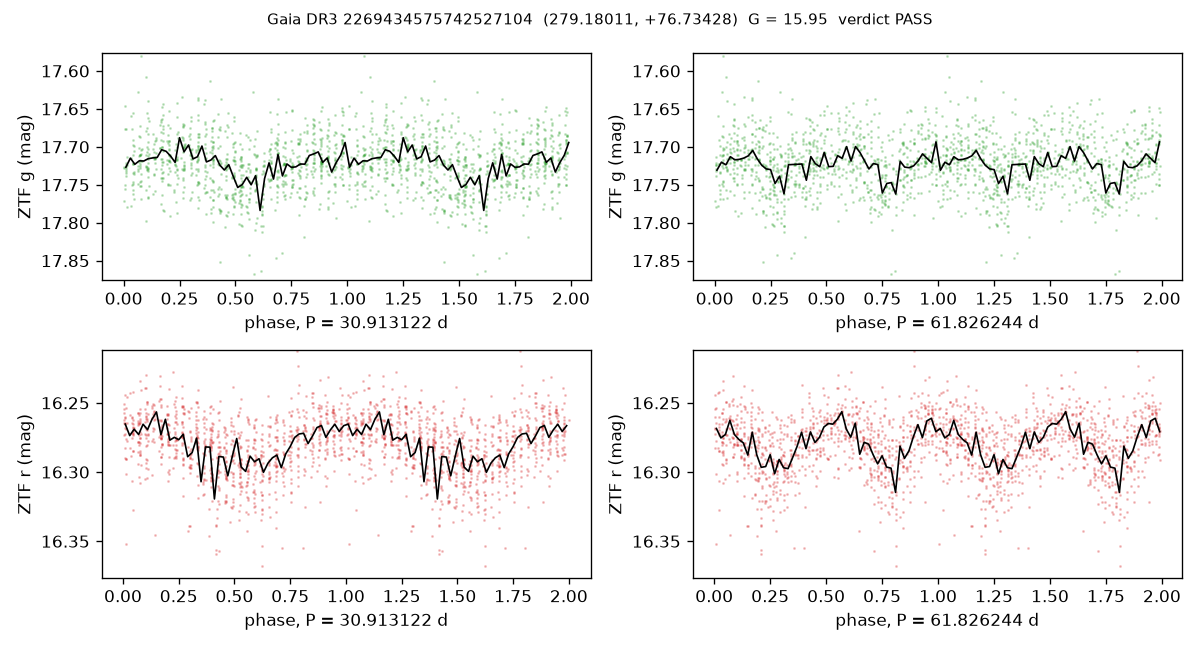 Gaia DR3 2269434575742527104 (279.18011, +76.73428) G = 15.95 verdict PASS
ZTF g (mag)
17.60
17.65
17.70
17.75
17.80
17.85
0.00 0.25 0.50 0.75 1.00 1.25 1.50 1.75 2.00
phase, P = 30.913122 d
ZTF g (mag)
17.60
17.65
17.70
17.75
17.80
17.85
0.00 0.25 0.50 0.75 1.00 1.25 1.50 1.75 2.00
phase, P = 61.826244 d
ZTF r (mag)
16.25
16.30
16.35
0.00 0.25 0.50 0.75 1.00 1.25 1.50 1.75 2.00
phase, P = 30.913122 d
ZTF r (mag)
16.25
16.30
16.35
0.00 0.25 0.50 0.75 1.00 1.25 1.50 1.75 2.00
phase, P = 61.826244 d